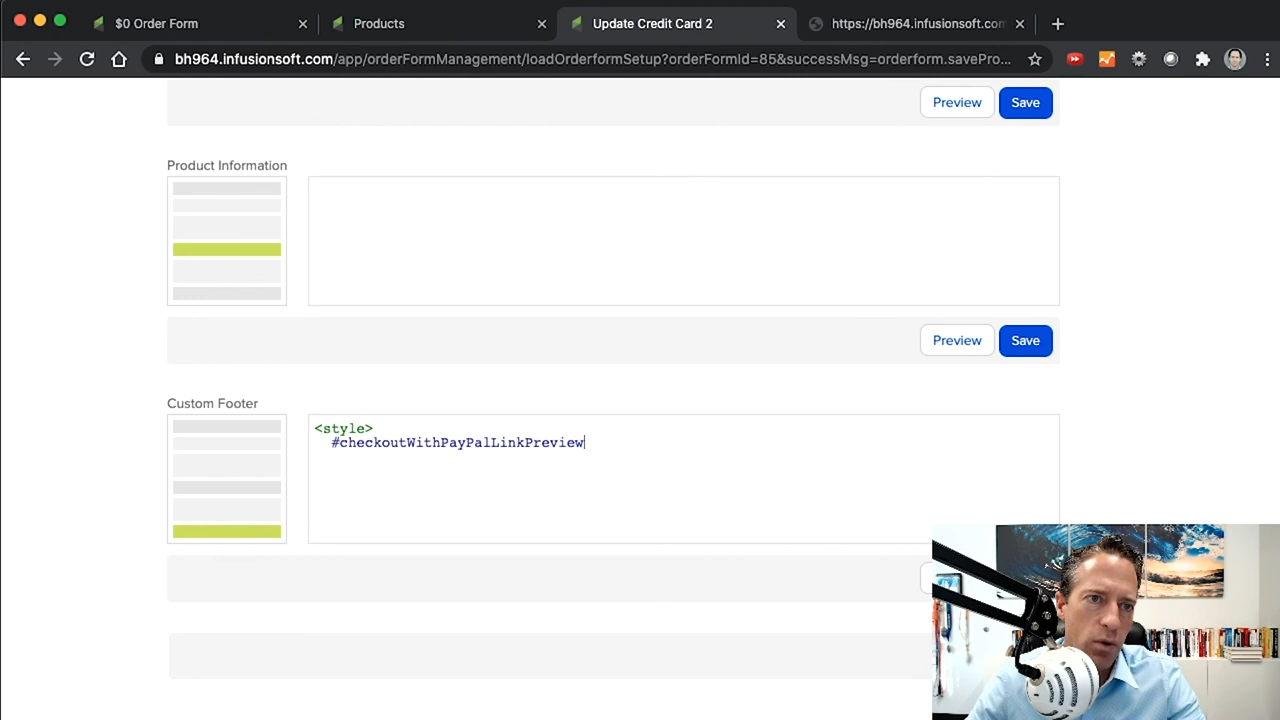 $0 Order Form
Products
Update Credit Card 2
https://bh964.infusionsoft.com
bh964.infusionsoft.com/app/orderFormManagement/loadOrderformSetup?orderFormId=85&successMsg=orderform.savePro...
Preview
Save
Product Information
Preview
Save
Custom Footer
<style>
#checkoutWithPayPalLinkPreview